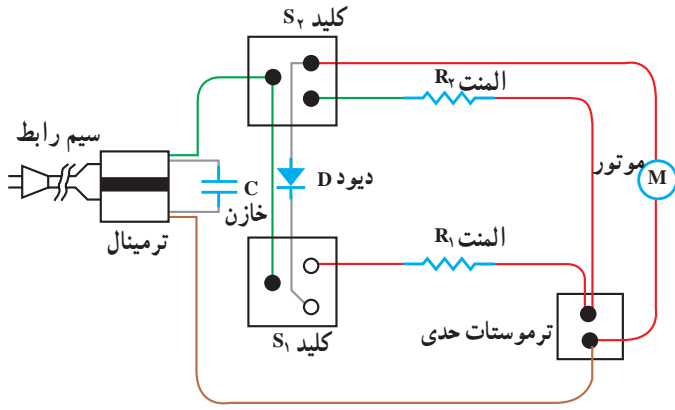 کلید S۲
المنت R۲
سیم رابط
موتور
M
دیود D
C
خازن
ترمینال
المنت R۱
ترموستات حدی
کلید S۱